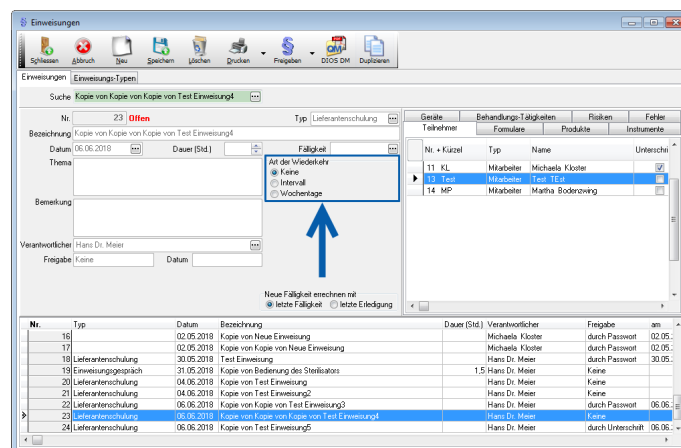 Einweisungen
Schliessen Abbruch Neu Speichern Löschen Drucken Freigeben DIOS DM Duplizieren
Einweisungen Einweisungs-Typen
Suche Kopie von Kopie von Kopie von Test Einweisung4
Nr. 23 Offen Typ Lieferantenschulung
Bezeichnung Kopie von Kopie von Kopie von Test Einweisung4
Datum 06.06.2018 Dauer (Std.) Fälligkeit
Thema
Art der Wiederkehr
Keine
Intervall
Wochentage
Bemerkung
Verantwortlicher Hans Dr. Meier
Freigabe Keine Datum
Neue Fälligkeit errechnen mit
letzte Fälligkeit letzte Erledigung
Geräte Behandlungs-Tätigkeiten Risiken Fehler
Teilnehmer Formulare Produkte Instrumente
Nr. + Kürzel Typ Name Unterschri
11 KL Mitarbeiter Michaela Kloster
13 Test Mitarbeiter Test TEst
14 MP Mitarbeiter Martha Bodenzwing
Nr. Typ Datum Bezeichnung Dauer (Std.) Verantwortlicher Freigabe am
16 02.05.2018 Kopie von Neue Einweisung Michaela Kloster durch Passwort 02.05.
17 02.05.2018 Kopie von Kopie von Neue Einweisung Michaela Kloster durch Passwort 02.05.
18 Lieferantenschulung 30.05.2018 Test Einweisung Hans Dr. Meier durch Passwort 30.05.
19 Einweisungsgespräch 31.05.2018 Kopie von Bedienung des Sterilisators 1,5 Hans Dr. Meier Keine
20 Lieferantenschulung 04.06.2018 Kopie von Test Einweisung Hans Dr. Meier Keine
21 Lieferantenschulung 04.06.2018 Kopie von Test Einweisung2 Hans Dr. Meier Keine
22 Lieferantenschulung 06.06.2018 Kopie von Kopie von Test Einweisung3 Hans Dr. Meier durch Passwort 06.06.
23 Lieferantenschulung 06.06.2018 Kopie von Kopie von Kopie von Test Einweisung4 Hans Dr. Meier Keine
24 Lieferantenschulung 06.06.2018 Kopie von Test Einweisung5 Hans Dr. Meier durch Unterschrift 06.06.